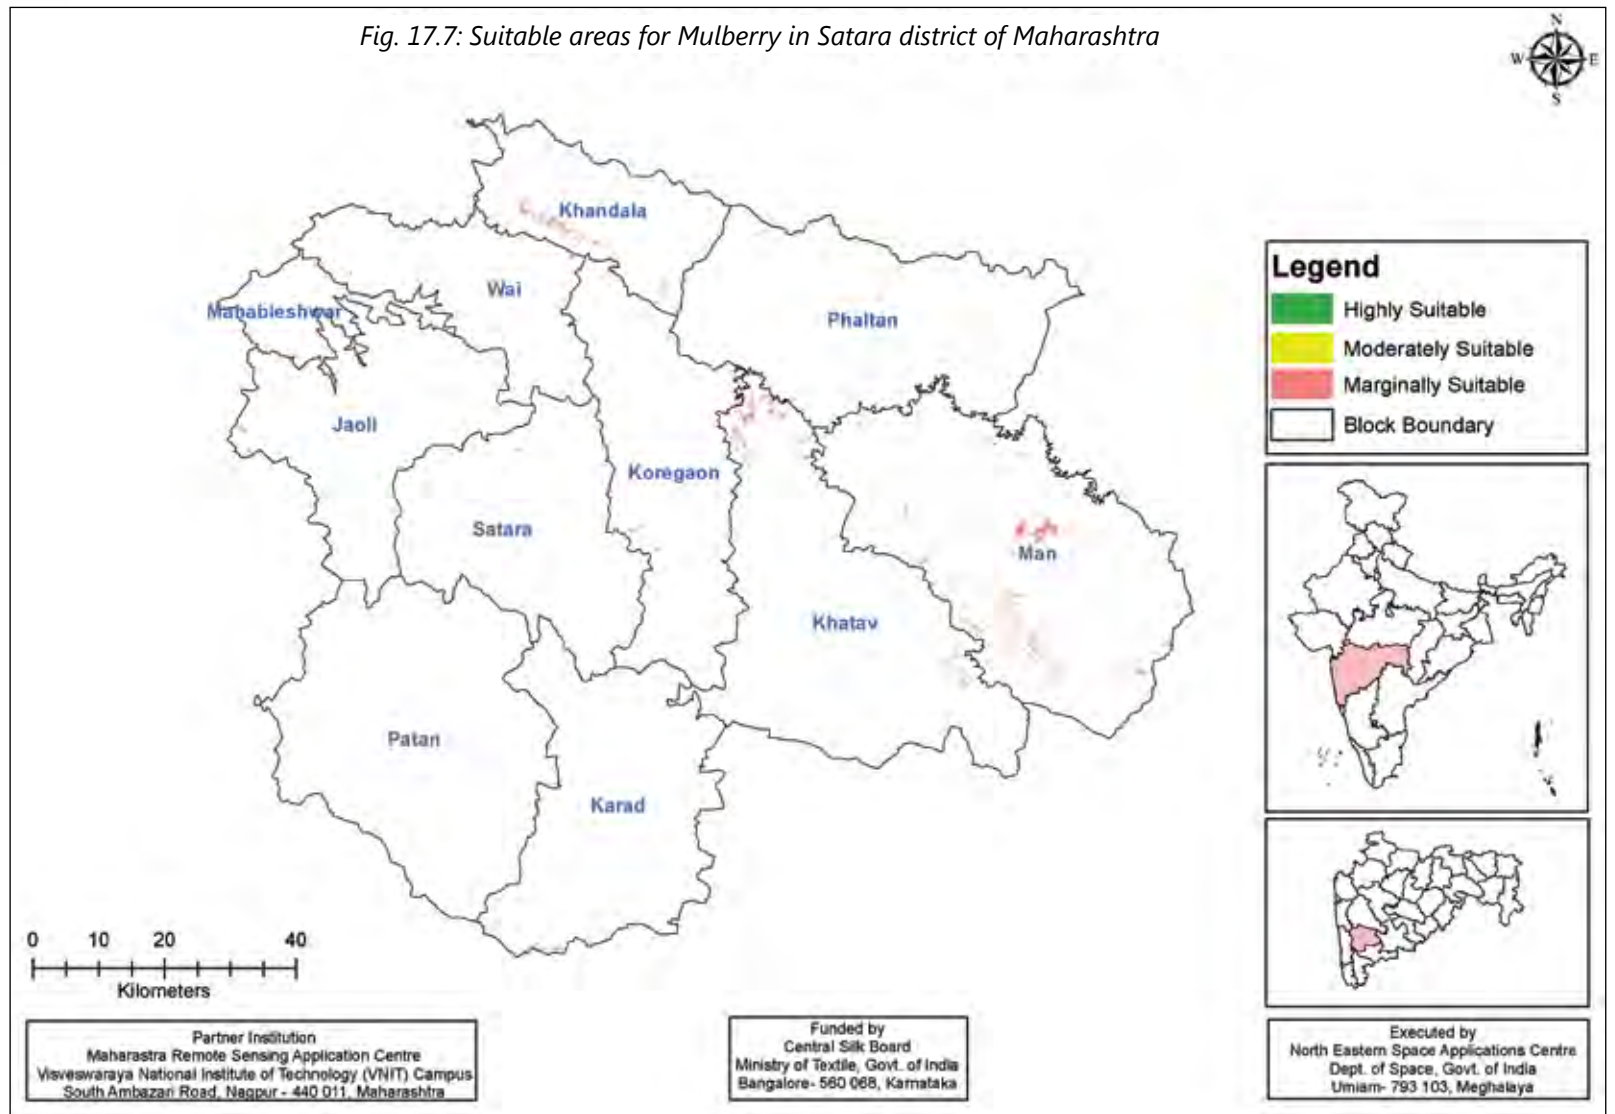 Fig. 17.7: Suitable areas for Mulberry in Satara district of Maharashtra
N
W E
S
Khandala
Wai
Mahableshwar
Phaltan
Jaoli
Koregaon
Satara
Man
Khatav
Patan
Karad
Legend
Highly Suitable
Moderately Suitable
Marginally Suitable
Block Boundary
0 10 20 40
Kilometers
Partner Institution
Maharastra Remote Sensing Application Centre
Visveswaraya National Institute of Technology (VNIT) Campus
South Ambazari Road, Nagpur - 440 011, Maharashtra
Funded by
Central Silk Board
Ministry of Textile, Govt. of India
Bangalore- 560 068, Karnataka
Executed by
North Eastern Space Applications Centre
Dept. of Space, Govt. of India
Umiam- 793 103, Meghalaya